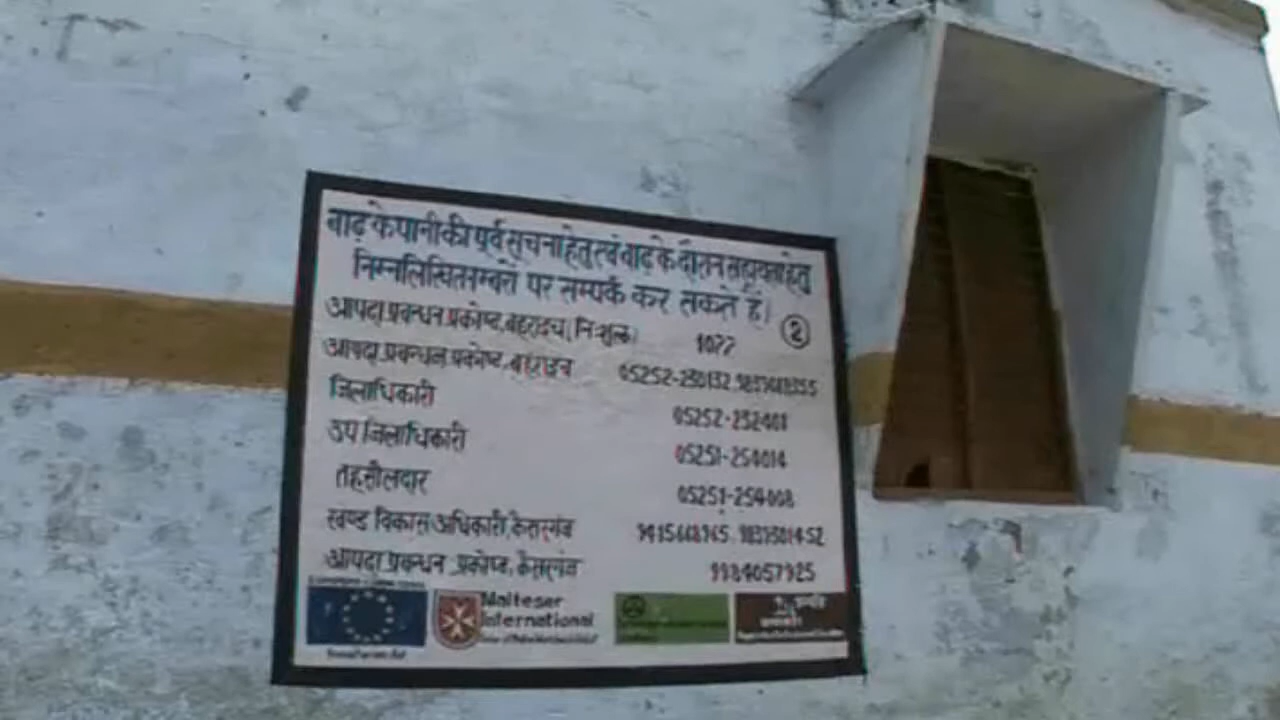 बाढ़ के पानी की पूर्व सूचना हेतु एवं बाढ़ के दौरान सहायता हेतु
निम्नलिखित नम्बरों पर सम्पर्क कर सकते हैं।
②
आपदा प्रबन्धन प्रकोष्ठ, बहराइच (निःशुल्क) 1077
आपदा प्रबन्धन प्रकोष्ठ, बहराइच 05252-230132
जिलाधिकारी
उप जिलाधिकारी 05251-254014
तहसीलदार 05251-254008
खण्ड विकास अधिकारी, कैसरगंज
आपदा प्रबन्धन प्रकोष्ठ, कैसरगंज 9984057925
Malteser
International